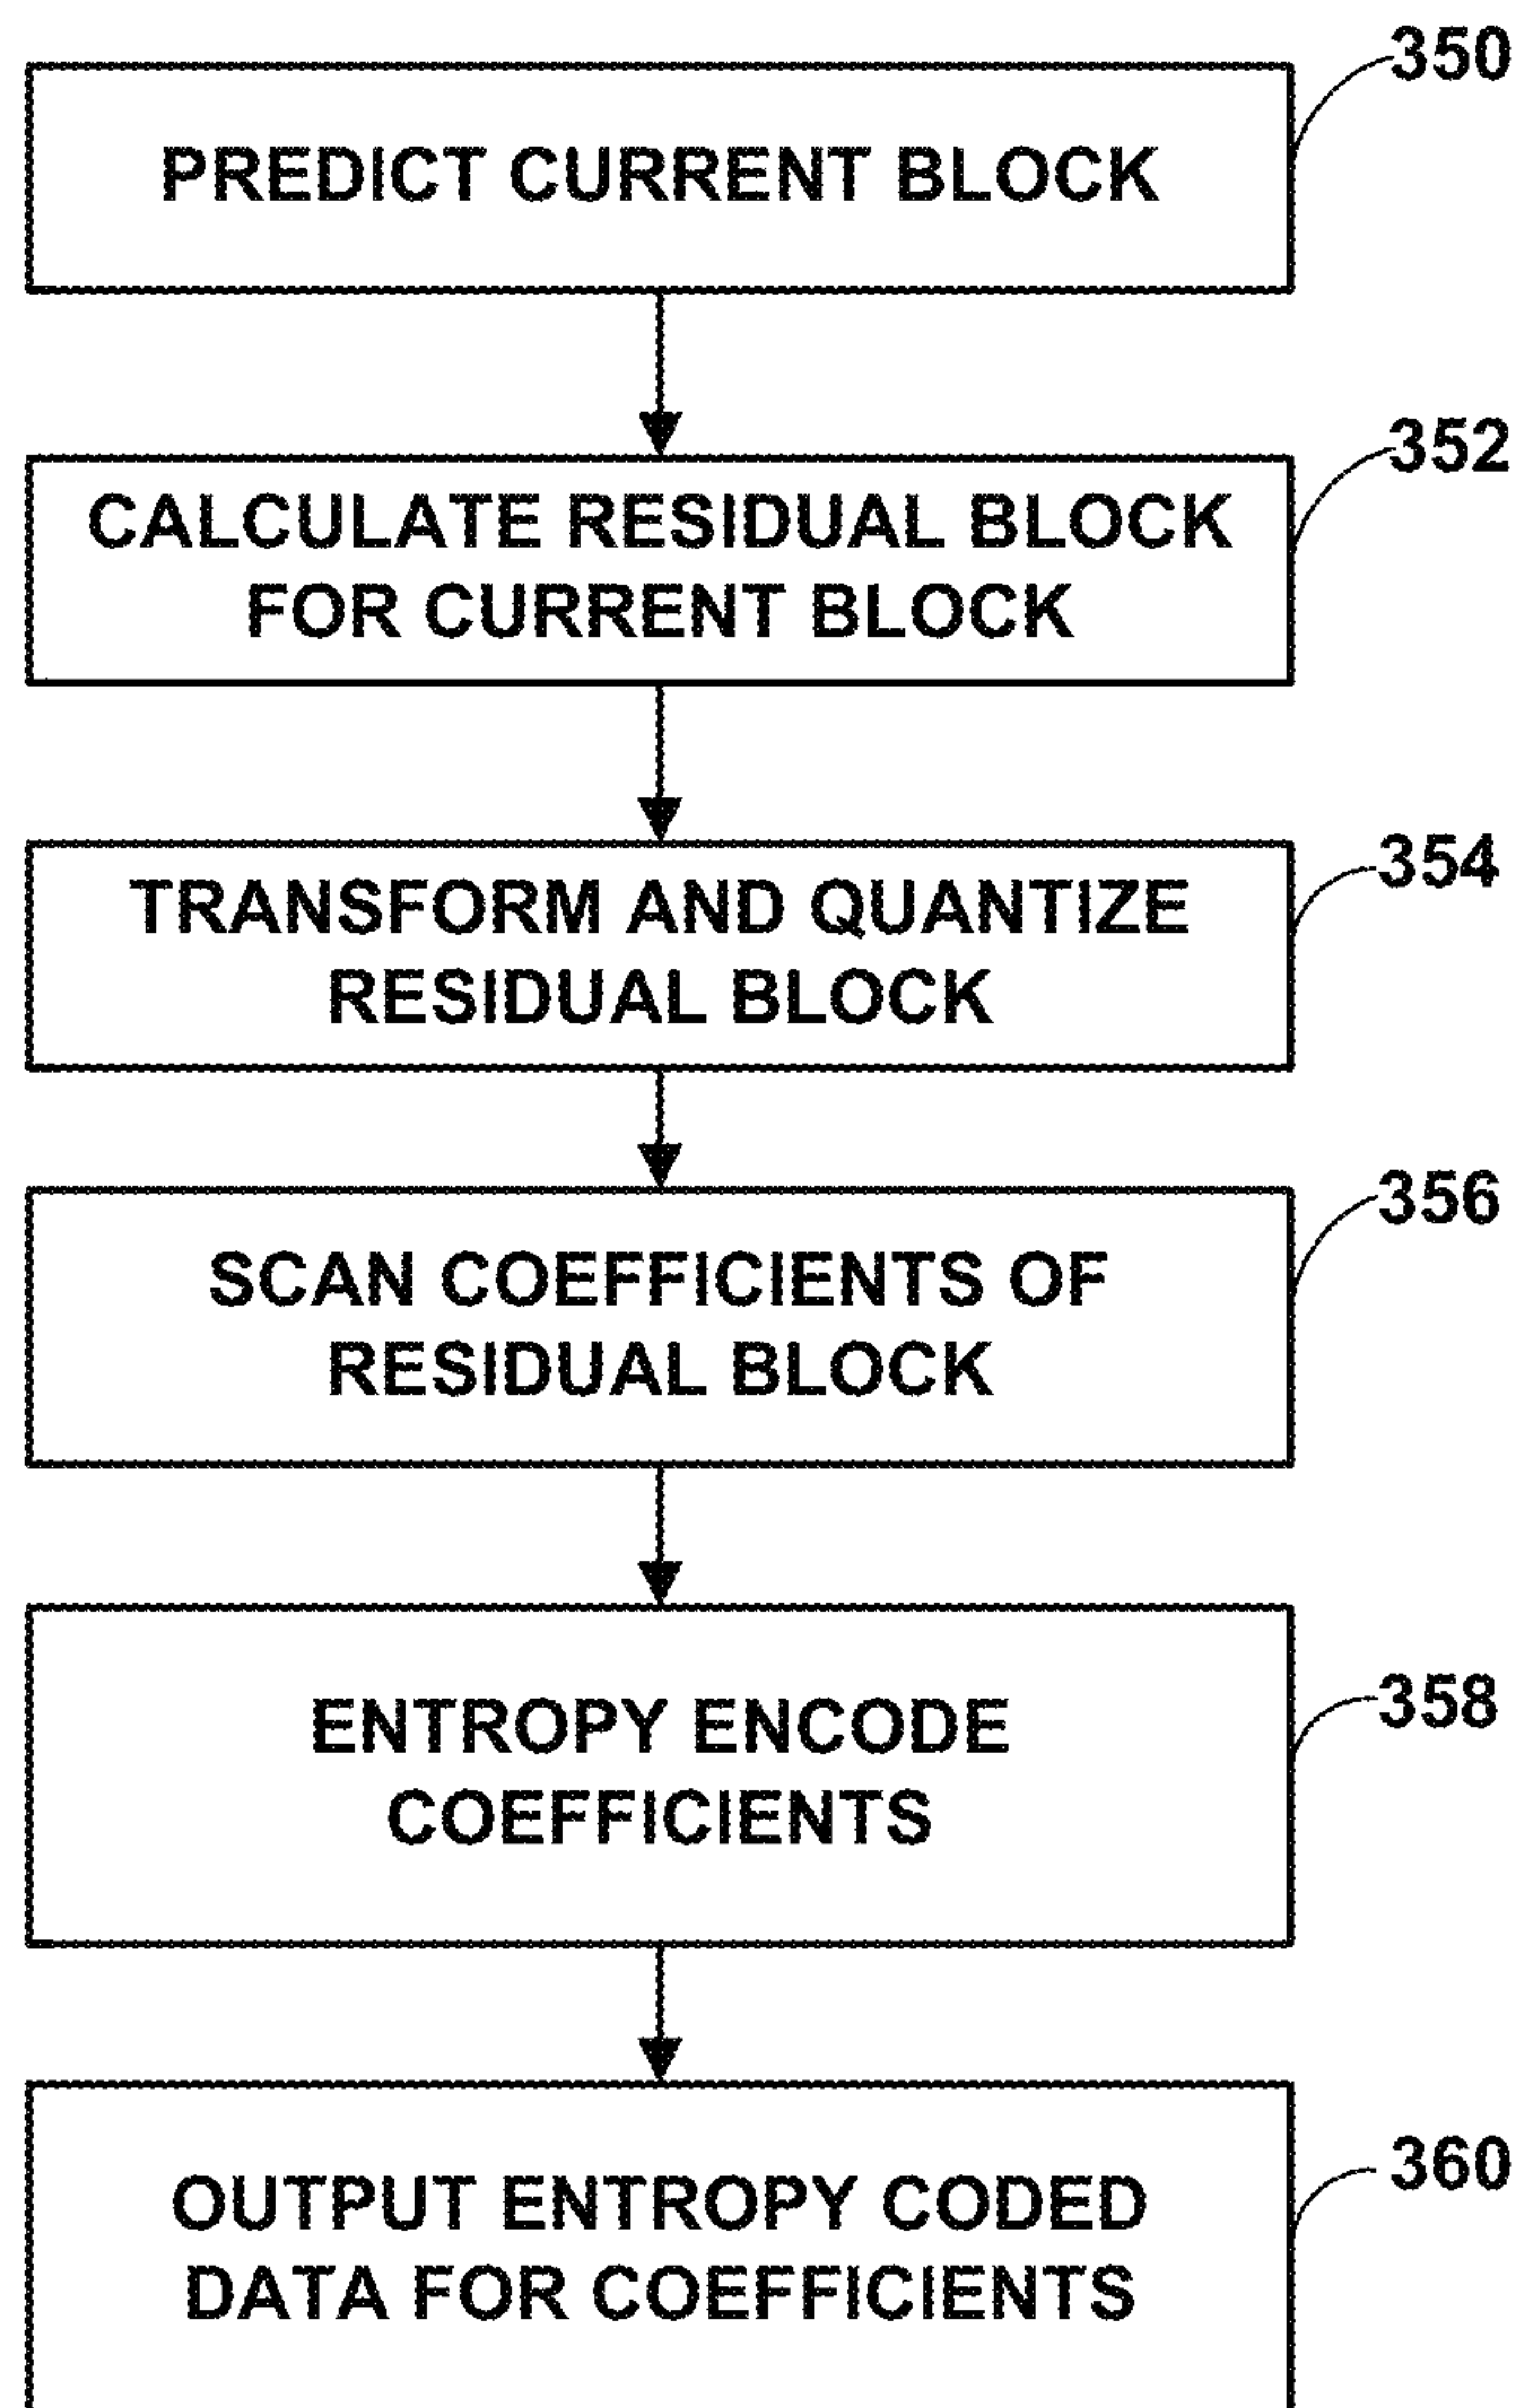 350
PREDICT CURRENT BLOCK
352
CALCULATE RESIDUAL BLOCK
FOR CURRENT BLOCK
354
TRANSFORM AND QUANTIZE
RESIDUAL BLOCK
356
SCAN COEFFICIENTS OF
RESIDUAL BLOCK
358
ENTROPY ENCODE
COEFFICIENTS
360
OUTPUT ENTROPY CODED
DATA FOR COEFFICIENTS